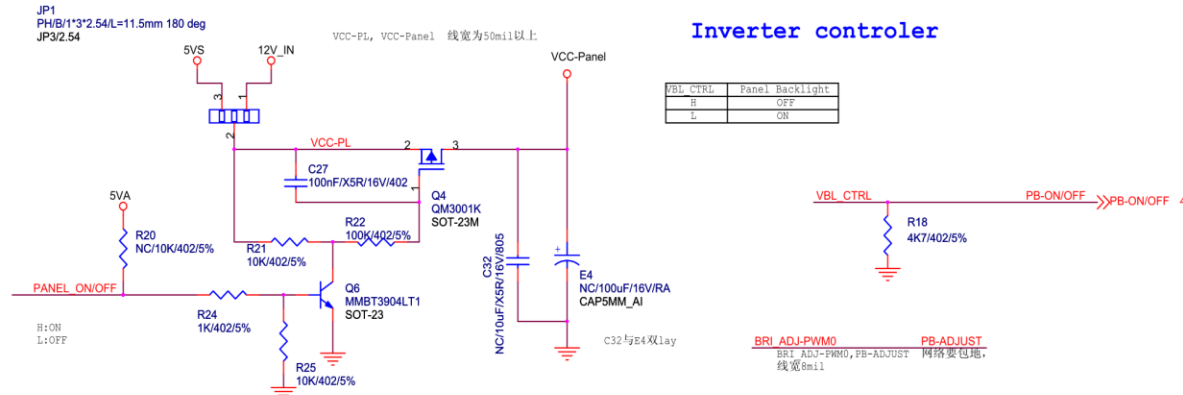 JP1
PH/B/1*3*2.54/L=11.5mm 180 deg
JP3/2.54
5VS
12V_IN
3
1
2
VCC-PL, VCC-Panel 线宽为50mil以上
VCC-Panel
Inverter controler
VBL_CTRL Panel Backlight
H OFF
L ON
VCC-PL
2
3
1
C27
100nF/X5R/16V/402
Q4
QM3001K
SOT-23M
5VA
R20
NC/10K/402/5%
R21
10K/402/5%
R22
100K/402/5%
C32
NC/10uF/X5R/16V/805
+
E4
NC/100uF/16V/RA
CAP5MM_AI
PANEL_ON/OFF
H:ON
L:OFF
R24
1K/402/5%
Q6
MMBT3904LT1
SOT-23
R25
10K/402/5%
C32与E4双lay
VBL_CTRL
PB-ON/OFF
PB-ON/OFF 4
R18
4K7/402/5%
BRI_ADJ-PWM0
PB-ADJUST
BRI_ADJ-PWM0,PB-ADJUST 网络要包地，
线宽8mil